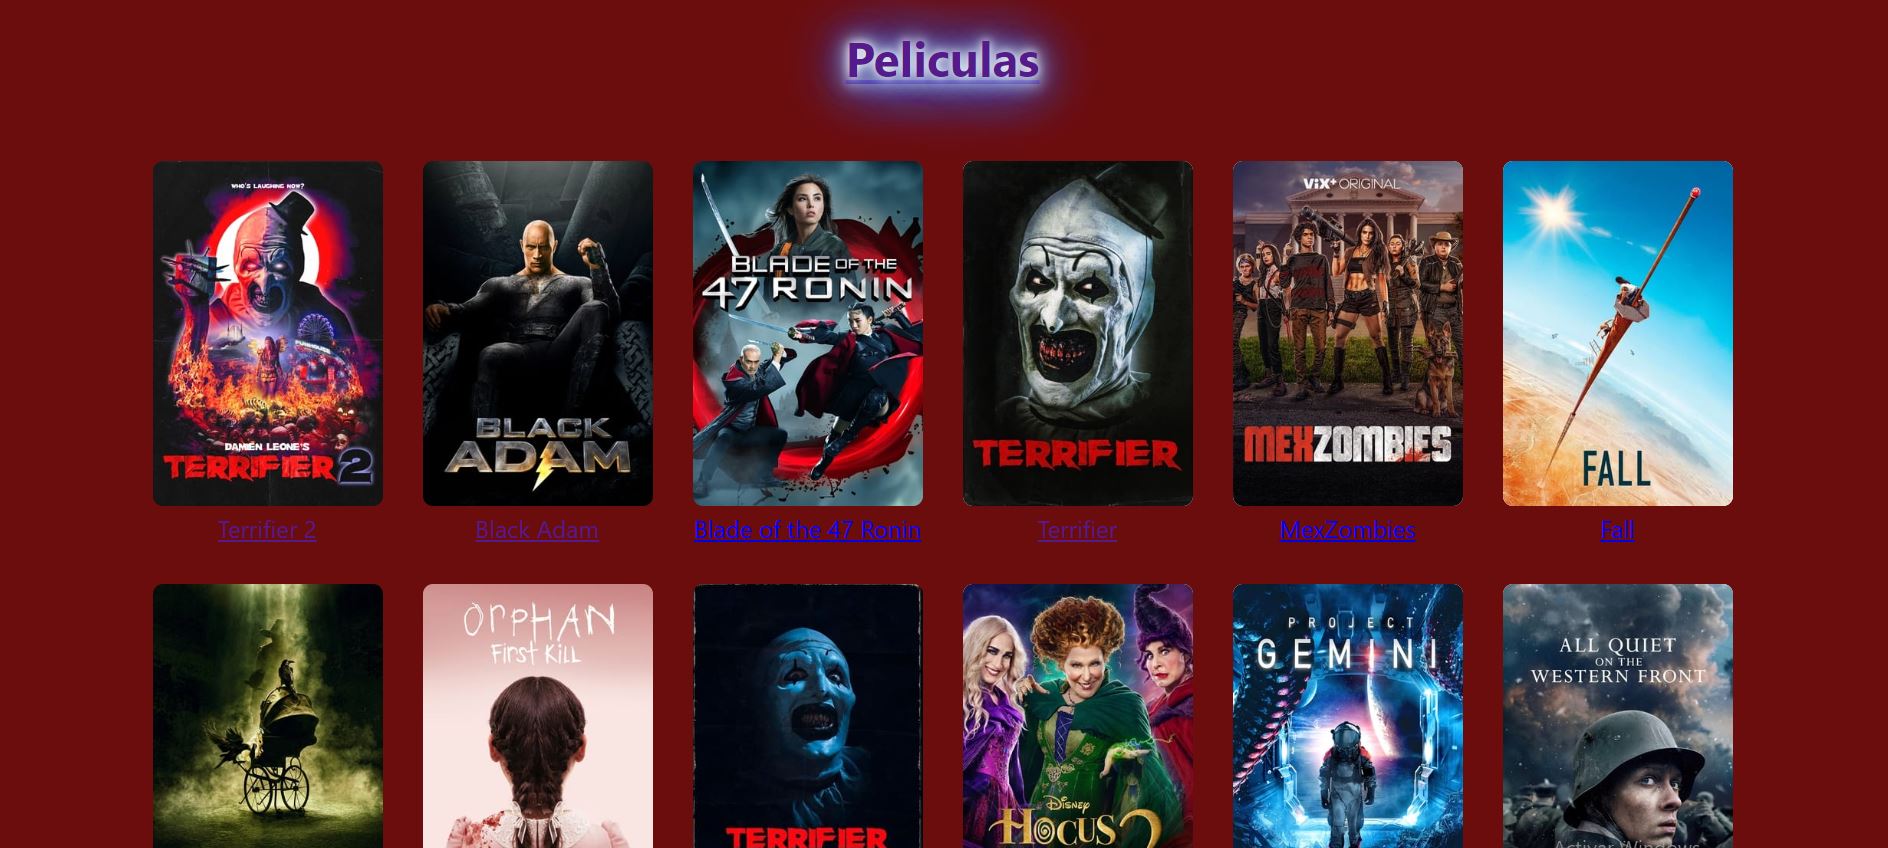 Peliculas
WHO'S LAUGHING NOW?
DAMIEN LEONE'S
TERRIFIER 2
BLACK
ADAM
BLADE OF THE
47 RONIN
TERRIFIER
ViX+ ORIGINAL
MEXZOMBIES
FALL
Terrifier 2
Black Adam
Blade of the 47 Ronin
Terrifier
MexZombies
Fall
ORPHAN
First Kill
TERRIFIER
Disney
HOCUS 2
PROJECT
GEMINI
ALL QUIET
ON THE
WESTERN FRONT
Activar Windows